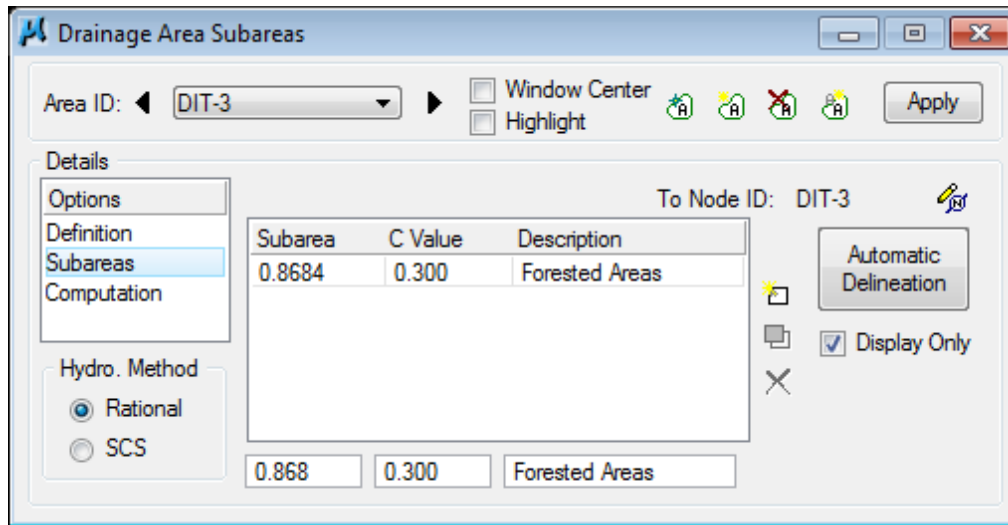 Drainage Area Subareas
Area ID: DIT-3
Window Center
Highlight
Apply
Details
Options
Definition
Subareas
Computation
To Node ID: DIT-3
Subarea C Value Description
0.8684 0.300 Forested Areas
Automatic
Delineation
Display Only
Hydro. Method
Rational
SCS
0.868 0.300 Forested Areas